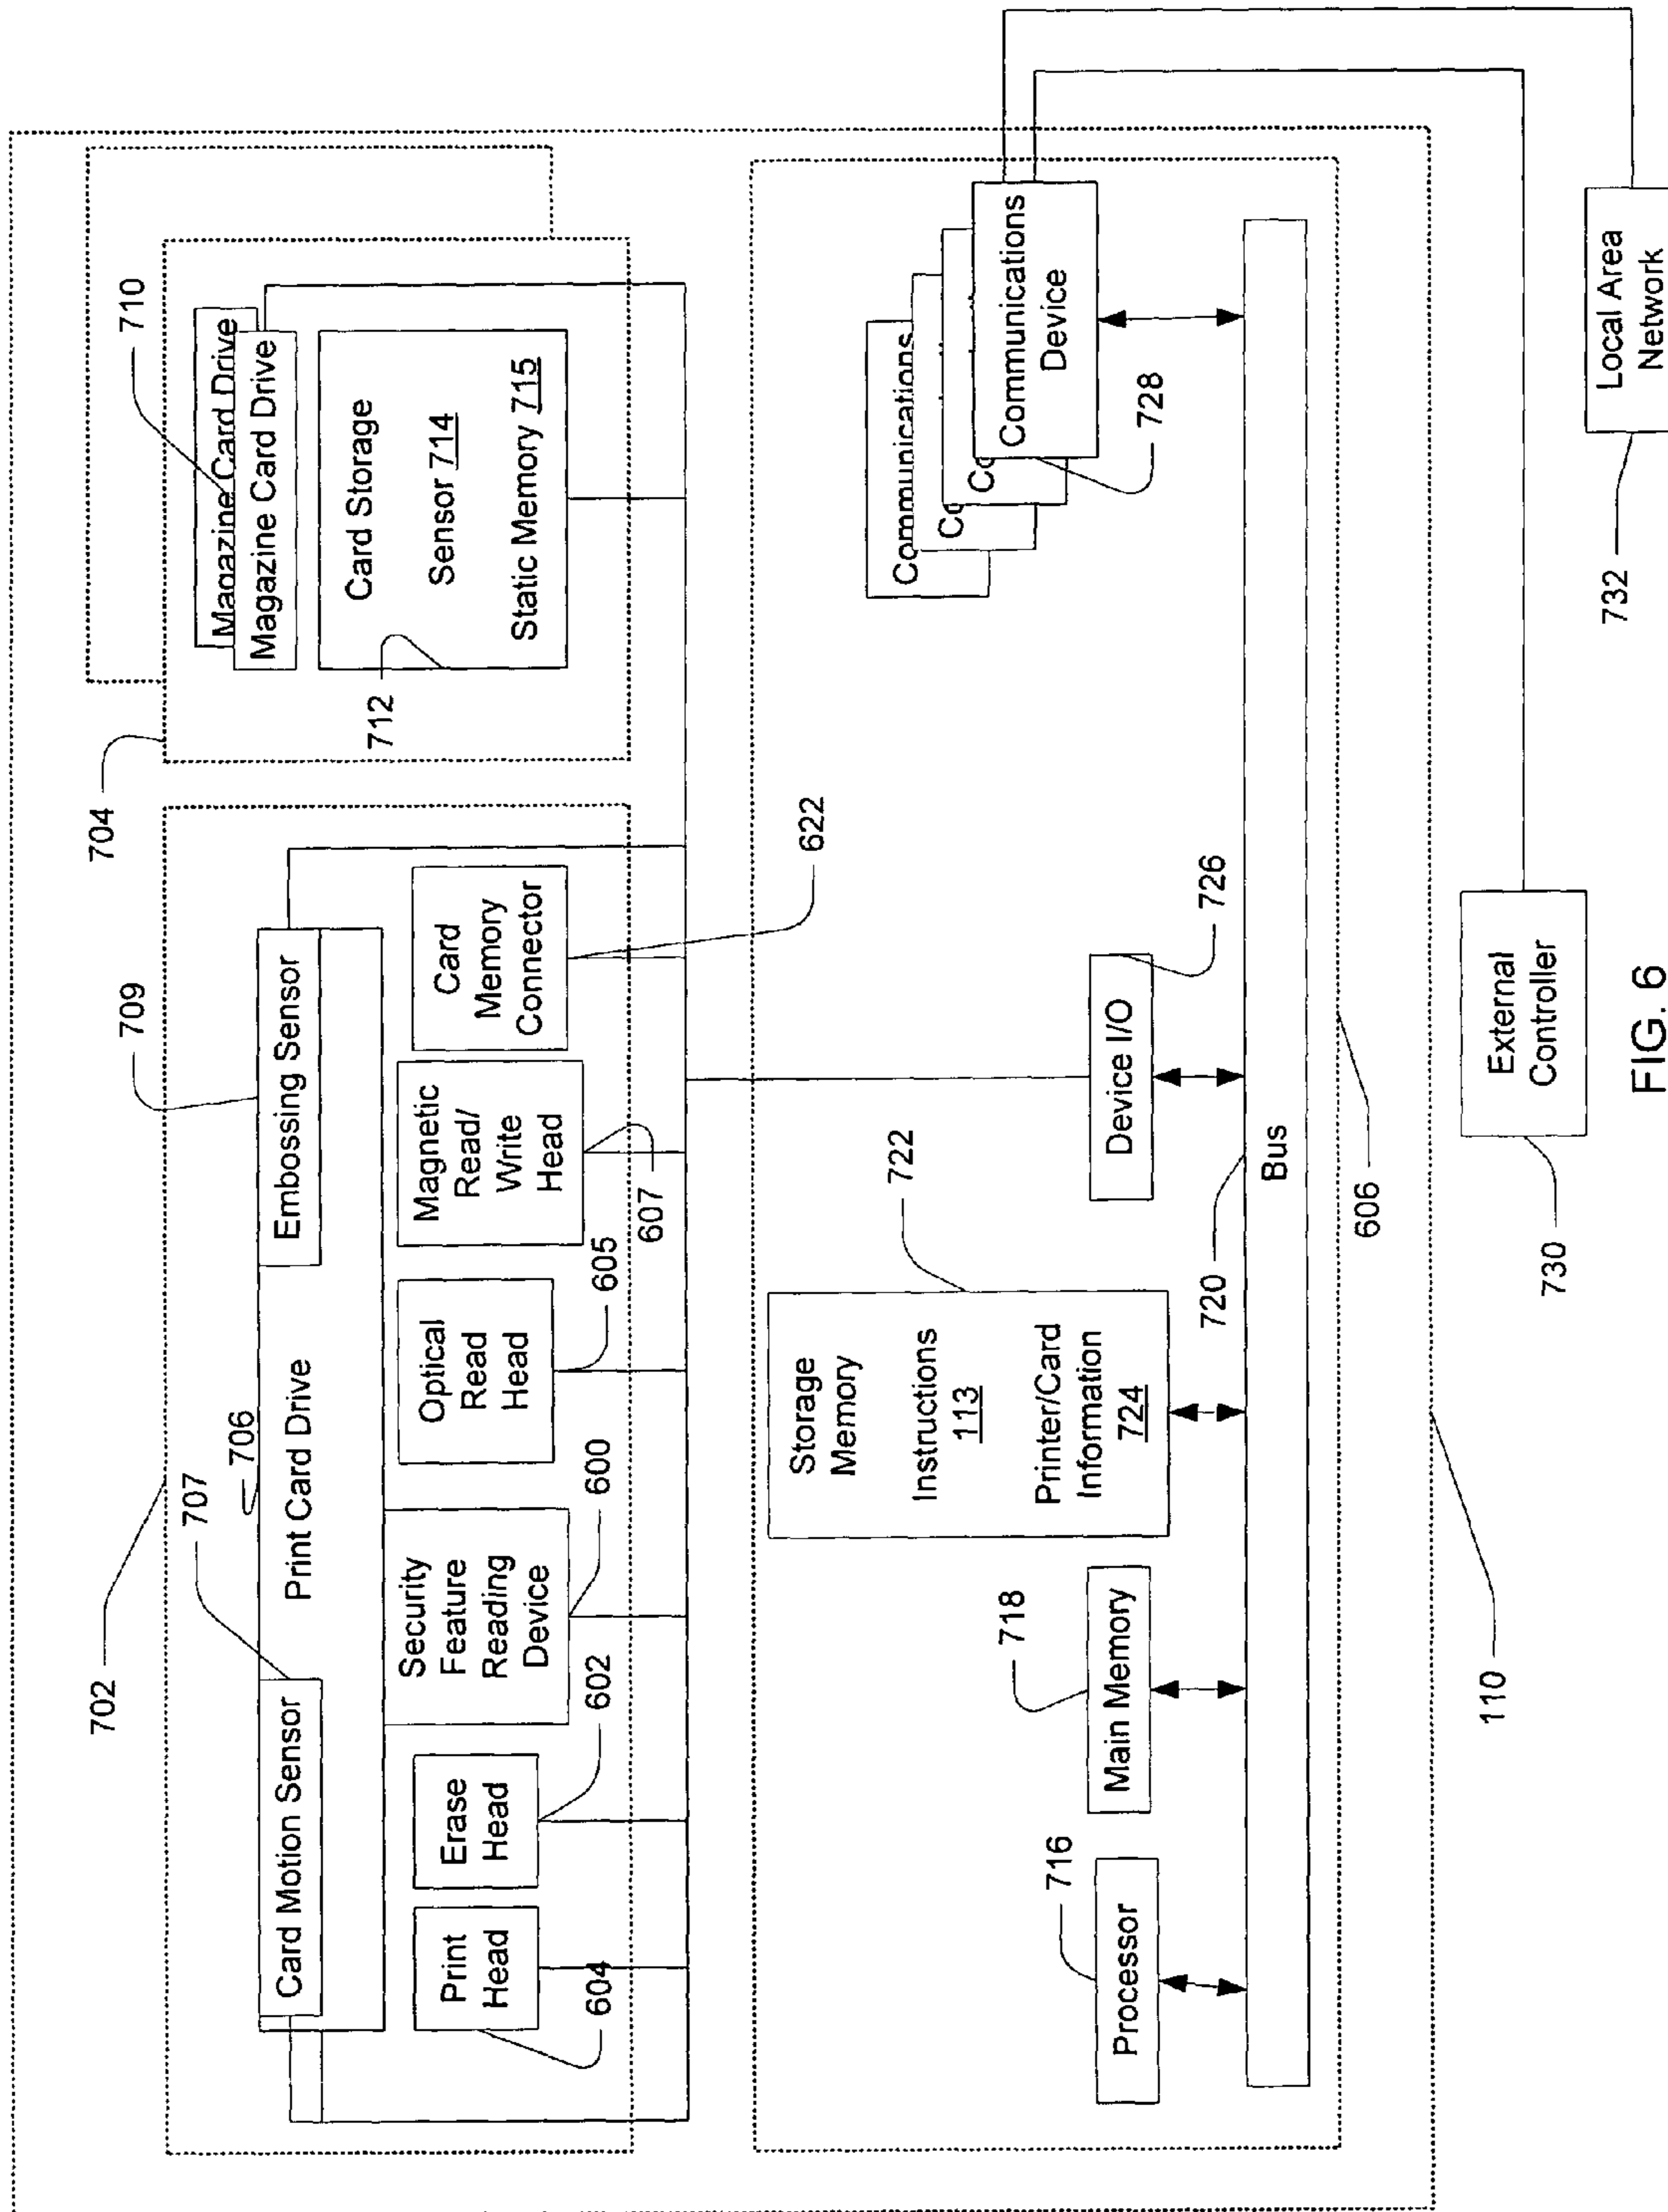 702
706
707
Card Motion Sensor
Print Card Drive
Embossing Sensor
709
Print
Head
604
Erase
Head
602
Security
Feature
Reading
Device
600
Optical
Read
Head
605
Magnetic
Read/
Write
Head
607
Card
Memory
Connector
622
704
710
Magazine Card Drive
Magazine Card Drive
712
Card Storage
Sensor 714
Static Memory 715
716
Processor
718
Main Memory
722
Storage
Memory
Instructions
113
Printer/Card
Information
724
726
Device I/O
Communications
Co
Co
Communications
Device
728
720
Bus
606
110
730
External
Controller
732
Local Area
Network
FIG. 6